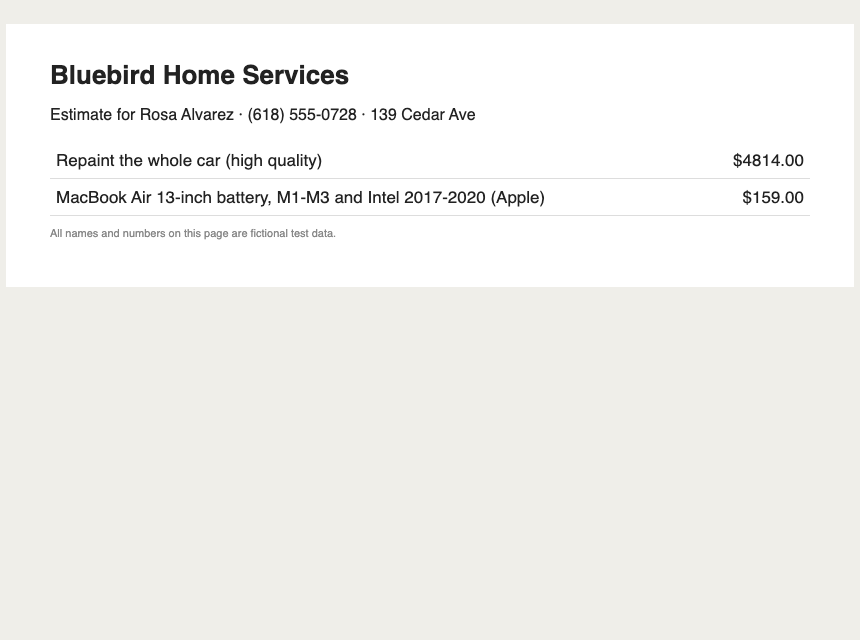 Bluebird Home Services
Estimate for Rosa Alvarez · (618) 555-0728 · 139 Cedar Ave
Repaint the whole car (high quality) $4814.00
MacBook Air 13-inch battery, M1-M3 and Intel 2017-2020 (Apple) $159.00
All names and numbers on this page are fictional test data.